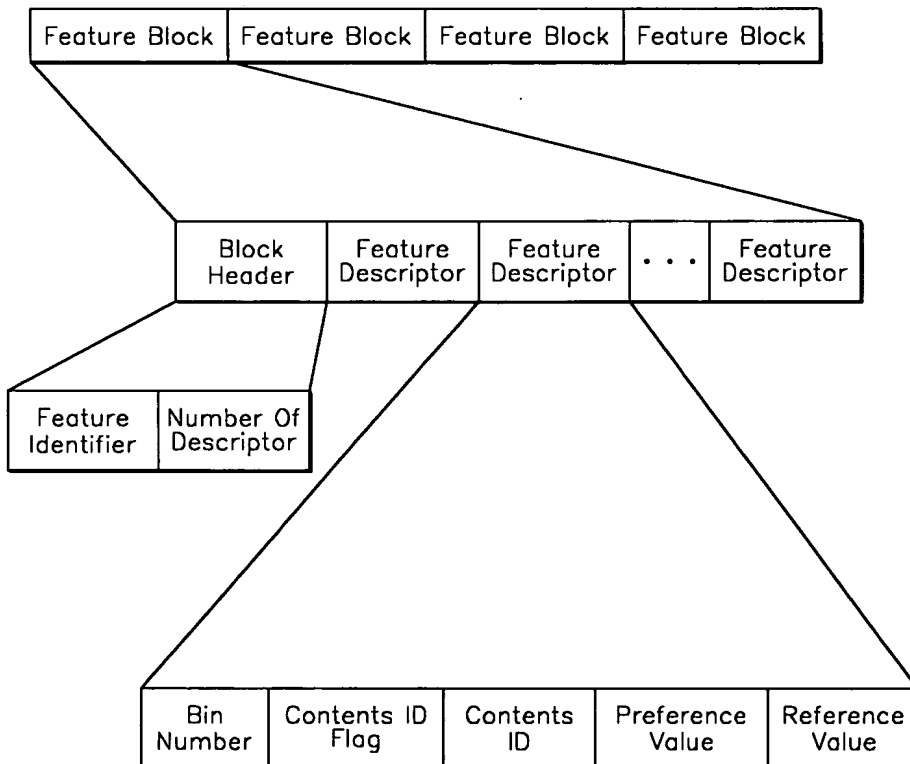 Feature Block Feature Block Feature Block Feature Block
Block Header Feature Descriptor Feature Descriptor ... Feature Descriptor
Feature Identifier Number Of Descriptor
Bin Number Contents ID Flag Contents ID Preference Value Reference Value